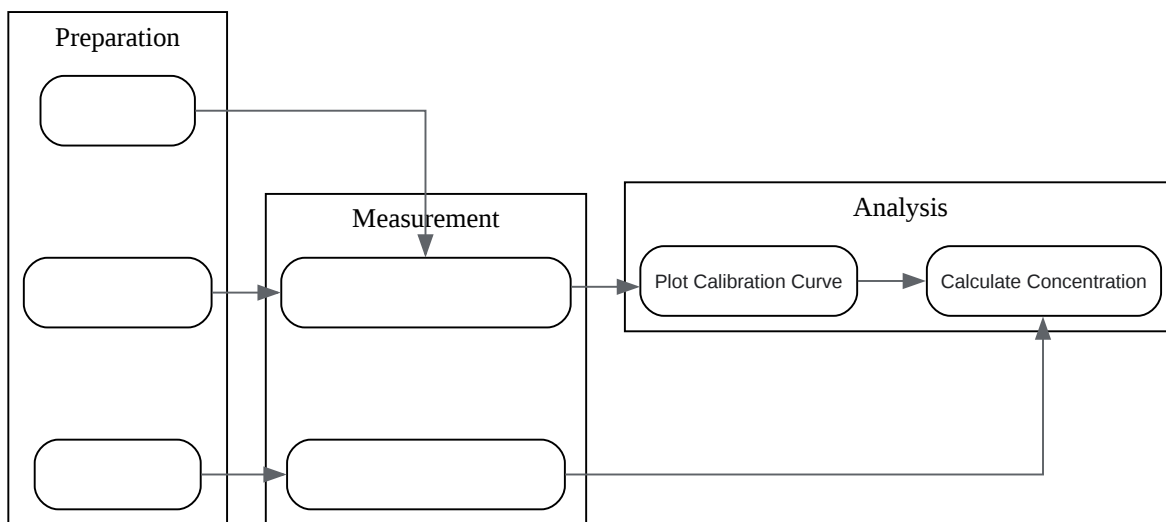 Preparation
Measurement
Analysis
Plot Calibration Curve
Calculate Concentration